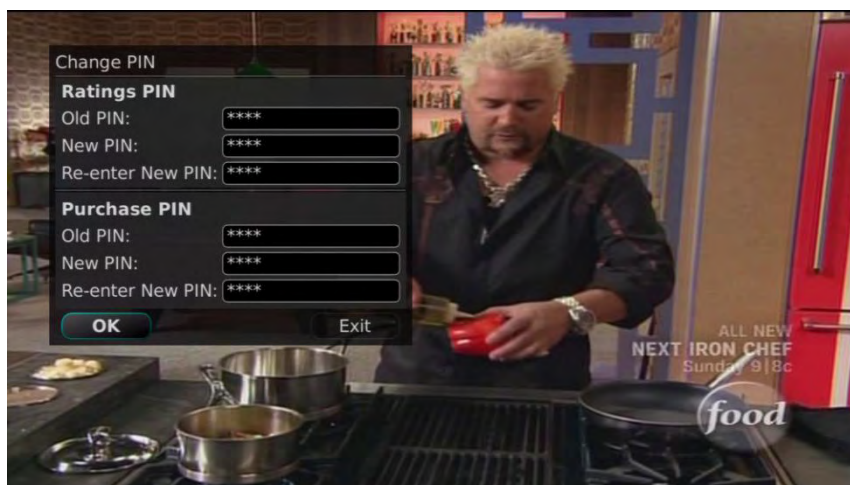 Change PIN
Ratings PIN
Old PIN: ****
New PIN: ****
Re-enter New PIN: ****
Purchase PIN
Old PIN: ****
New PIN: ****
Re-enter New PIN: ****
OK Exit
ALL NEW
NEXT IRON CHEF
Sunday 9|8c
food